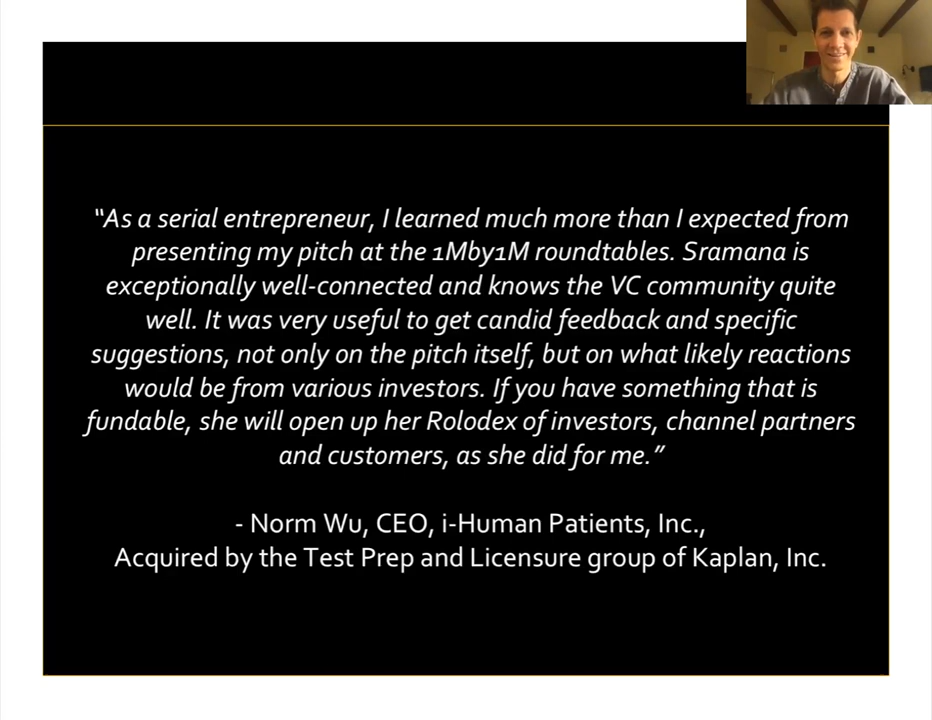 “As a serial entrepreneur, I learned much more than I expected from
presenting my pitch at the 1Mby1M roundtables. Sramana is
exceptionally well-connected and knows the VC community quite
well. It was very useful to get candid feedback and specific
suggestions, not only on the pitch itself, but on what likely reactions
would be from various investors. If you have something that is
fundable, she will open up her Rolodex of investors, channel partners
and customers, as she did for me.”
- Norm Wu, CEO, i-Human Patients, Inc.,
Acquired by the Test Prep and Licensure group of Kaplan, Inc.